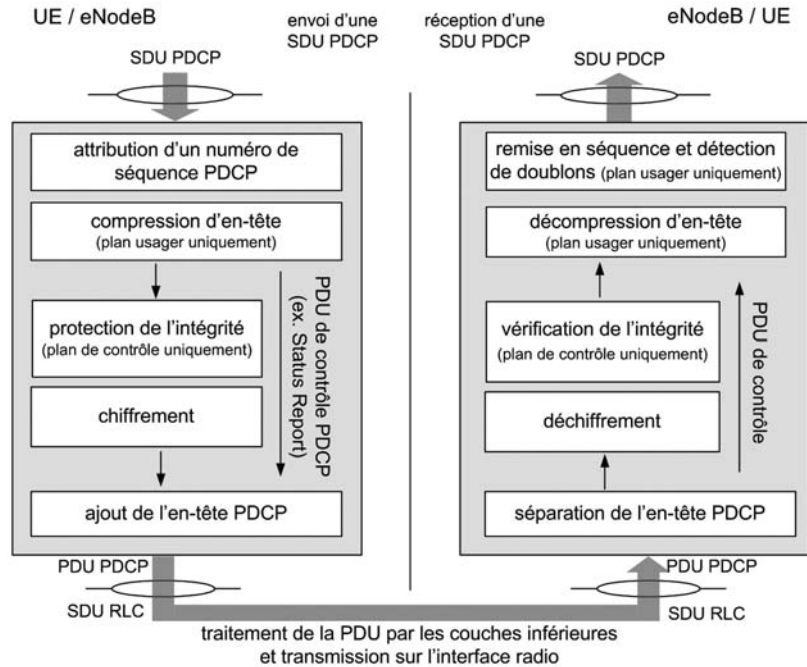 UE / eNodeB
envoi d'une
SDU PDCP
réception d'une
SDU PDCP
eNodeB / UE
SDU PDCP
attribution d'un numéro de
séquence PDCP
compression d'en-tête
(plan usager uniquement)
protection de l'intégrité
(plan de contrôle uniquement)
chiffrement
PDU de contrôle PDCP
(ex. Status Report)
ajout de l'en-tête PDCP
PDU PDCP
SDU RLC
SDU PDCP
remise en séquence et détection
de doublons (plan usager uniquement)
décompression d'en-tête
(plan usager uniquement)
vérification de l'intégrité
(plan de contrôle uniquement)
déchiffrement
PDU de contrôle
séparation de l'en-tête PDCP
PDU PDCP
SDU RLC
traitement de la PDU par les couches inférieures
et transmission sur l'interface radio